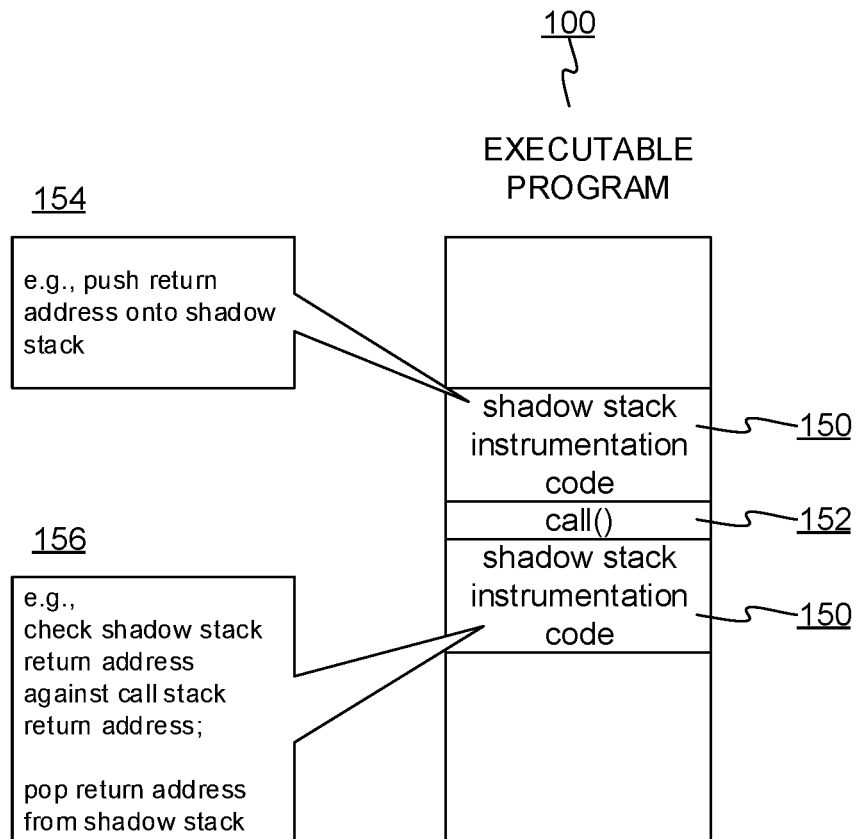 100
EXECUTABLE
PROGRAM
154
e.g., push return
address onto shadow
stack
shadow stack
instrumentation
code
150
call()
152
156
e.g.,
check shadow stack
return address
against call stack
return address;
pop return address
from shadow stack
shadow stack
instrumentation
code
150